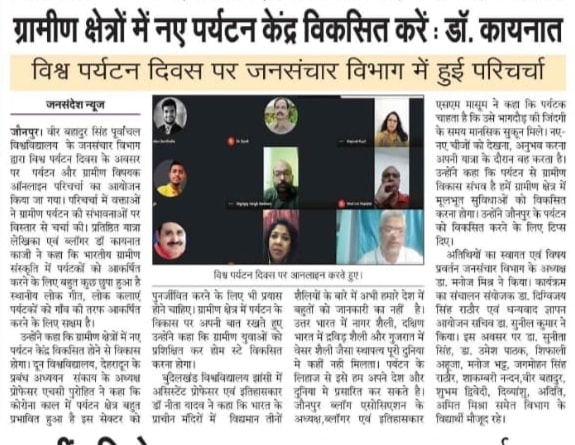 ग्रामीण क्षेत्रों में नए पर्यटन केंद्र विकसित करें : डॉ. कायनात
विश्व पर्यटन दिवस पर जनसंचार विभाग में हुई परिचर्चा
जनसंदेश न्यूज
जौनपुर। वीर बहादुर सिंह पूर्वांचल
विश्वविद्यालय के जनसंचार विभाग
द्वारा विश्व पर्यटन दिवस के अवसर
पर पर्यटन और ग्रामीण विषयक
ऑनलाइन परिचर्चा का आयोजन
किया जा गया। परिचर्चा में वक्ताओं
ने ग्रामीण पर्यटन की संभावनाओं पर
विस्तार से चर्चा की। प्रतिष्ठित यात्रा
लेखिका एवं ब्लॉगर डॉ कायनात
काजी ने कहा कि भारतीय ग्रामीण
संस्कृति में पर्यटकों को आकर्षित
करने के लिए बहुत कुछ छुपा हुआ है
स्थानीय लोक गीत, लोक कलाएं
पर्यटकों को गाँव की तरफ आकर्षित
करने के लिए सक्षम है।
उन्होंने कहा कि ग्रामीण क्षेत्रों में नए
पर्यटन केंद्र विकसित होने से विकास
होगा। दून विश्वविद्यालय, देहरादून के
प्रबंध अध्ययन संकाय के अध्यक्ष
प्रोफेसर एचसी पुरोहित ने कहा कि
कोरोना काल में पर्यटन क्षेत्र बहुत
प्रभावित हुआ है इस सेक्टर को
विश्व पर्यटन दिवस पर आनलाइन करते हुए।
पुनर्जीवित करने के लिए भी प्रयास
होने चाहिए। ग्रामीण क्षेत्र में पर्यटन के
विकास पर अपनी बात रखते हुए
उन्होंने कहा कि ग्रामीण युवाओं को
प्रशिक्षित कर होम स्टे विकसित
करना होगा।
बुंदिलखंड विश्वविद्यालय झांसी में
असिस्टेंट प्रोफेसर एवं इतिहासकार
डॉ नीता यादव ने कहा कि भारत के
प्राचीन मंदिरों में विद्यमान तीनों
शैलियों के बारे में अभी हमारे देश में
बहुतों को जानकारी का नहीं है।
उत्तर भारत में नागर शैली, दक्षिण
भारत में द्रविड़ शैली और गुजरात में
वेसर शैली जैसा स्थापत्य पूरी दुनिया
मे कहीं नही मिलता। पर्यटन के
लिहाज से इसे हम अपने देश और
दुनिया मे प्रसारित कर सकते है।
जौनपुर ब्लॉग एसोसिएशन के
अध्यक्ष,ब्लॉगर एवं इतिहासकार
एसएम मासूम ने कहा कि पर्यटक
चाहता है कि उसे भागदौड़ की जिंदगी
के समय मानसिक सुकून मिले। नए-
नए चीजों को देखना, अनुभव करना
अपनी यात्रा के दौरान वह करता है।
उन्होंने कहा कि पर्यटन से ग्रामीण
विकास संभव है हमें ग्रामीण क्षेत्र में
मूलभूत सुविधाओं को विकसित
करना होगा। उन्होंने जौनपुर के पर्यटन
को विकसित करने के लिए टिप्स
दिए।
अतिथियों का स्वागत एवं विषय
प्रवर्तन जनसंचार विभाग के अध्यक्ष
डा. मनोज मिश्र ने किया। कार्यक्रम
का संचालन संयोजक डा. दिग्विजय
सिंह राठौर एवं धन्यवाद ज्ञापन
आयोजन सचिव डा. सुनील कुमार ने
किया। इस अवसर पर डा. सुनीता
सिंह, डा. उमेश पाठक, शिफाली
अहूजा, मनोज भट्ट, जगमोहन सिंह
राठौर, शाकम्बरी नन्दन,वीर बहादुर,
शुभम द्विवेदी, दिव्यांशु, अदिति,
अमित मिश्रा समेत विभाग के
विद्यार्थी मौजूद रहे।